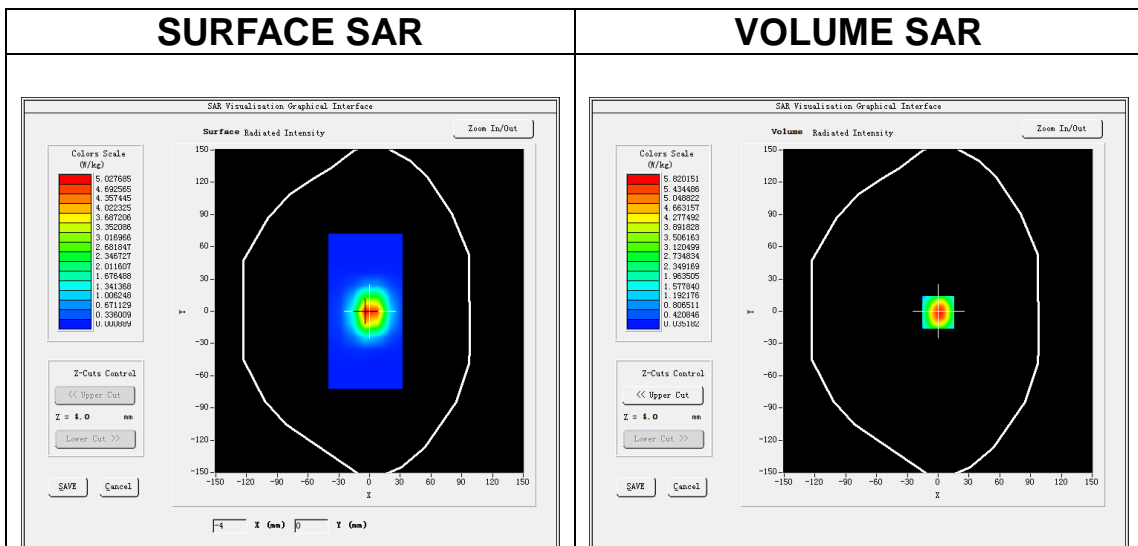 SURFACE SAR
VOLUME SAR
SAR Visualisation Graphical Interface
Surface Radiated Intensity
Zoom In/Out
Colors Scale
(W/kg)
5.027685
4.692565
4.357445
4.022325
3.687206
3.352086
3.016966
2.681847
2.346727
2.011607
1.676488
1.341368
1.006248
0.671129
0.336009
0.000889
Z-Cuts Control
<< Upper Cut
Z = 4.0 mm
Lower Cut >>
SAVE
Cancel
150
120
90
60
30
0
-30
-60
-90
-120
-150
Y
-150 -120 -90 -60 -30 0 30 60 90 120 150
X
-4 X (mm) 0 Y (mm)
SAR Visualisation Graphical Interface
Volume Radiated Intensity
Zoom In/Out
Colors Scale
(W/kg)
5.820151
5.434486
5.048822
4.663157
4.277492
3.891828
3.506163
3.120499
2.734834
2.349169
1.963505
1.577840
1.192176
0.806511
0.420846
0.035182
Z-Cuts Control
<< Upper Cut
Z = 4.0 mm
Lower Cut >>
SAVE
Cancel
150
120
90
60
30
0
-30
-60
-90
-120
-150
Y
-150 -120 -90 -60 -30 0 30 60 90 120 150
X